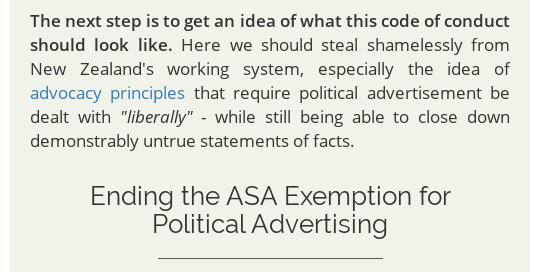 The next step is to get an idea of what this code of conduct
should look like. Here we should steal shamelessly from
New Zealand's working system, especially the idea of
advocacy principles that require political advertisement be
dealt with "liberally" - while still being able to close down
demonstrably untrue statements of facts.
Ending the ASA Exemption for
Political Advertising